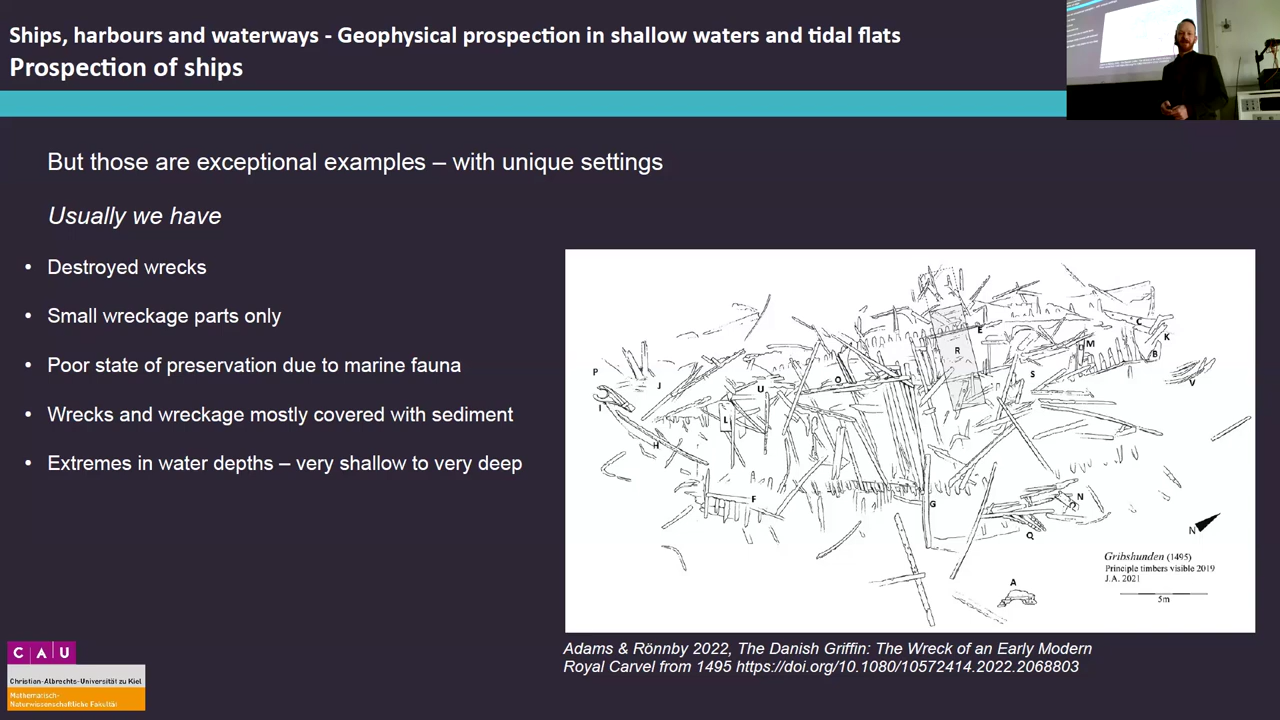 Ships, harbours and waterways - Geophysical prospection in shallow waters and tidal flats
Prospection of ships
But those are exceptional examples – with unique settings
Usually we have
• Destroyed wrecks
• Small wreckage parts only
• Poor state of preservation due to marine fauna
• Wrecks and wreckage mostly covered with sediment
• Extremes in water depths – very shallow to very deep
E
C
K
M
B
R
P
J
U
O
S
V
I
L
H
F
G
N
Q
A
N
Gribshunden (1495)
Principle timbers visible 2019
J.A. 2021
5m
Adams & Rönnby 2022, The Danish Griffin: The Wreck of an Early Modern
Royal Carvel from 1495 https://doi.org/10.1080/10572414.2022.2068803
C A U
Christian-Albrechts-Universität zu Kiel
Mathematisch-
Naturwissenschaftliche Fakultät